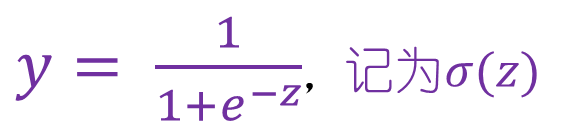 y = 1/(1+e^{-z}), 记为σ(z)